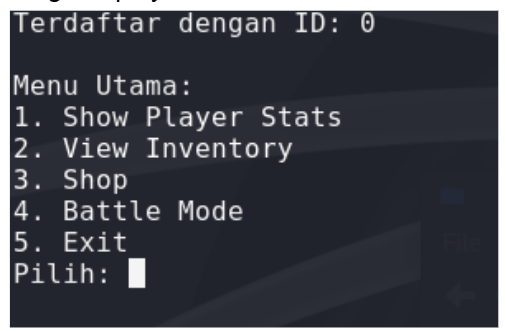 Terdaftar dengan ID: 0
Menu Utama:
1. Show Player Stats
2. View Inventory
3. Shop
4. Battle Mode
5. Exit
Pilih:
File